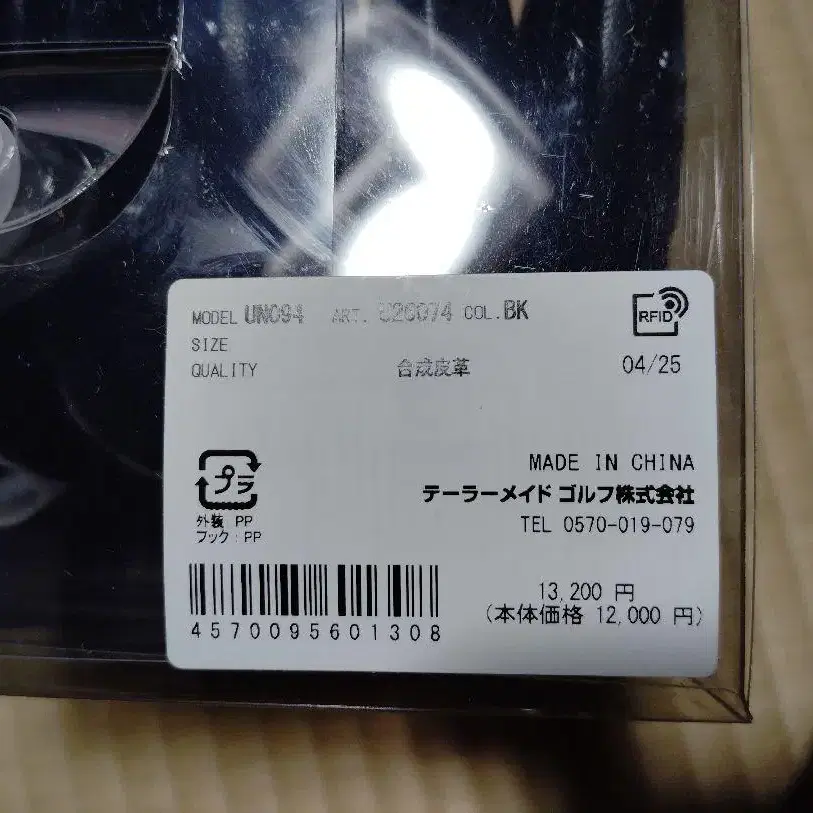 MODEL UN094 ART. U26074 COL.BK
RFID
SIZE
QUALITY 合成皮革 04/25
プラ
外装 PP
フック:PP
MADE IN CHINA
テーラーメイド ゴルフ株式会社
TEL 0570-019-079
4570095601308
13,200 円
(本体価格 12,000 円)